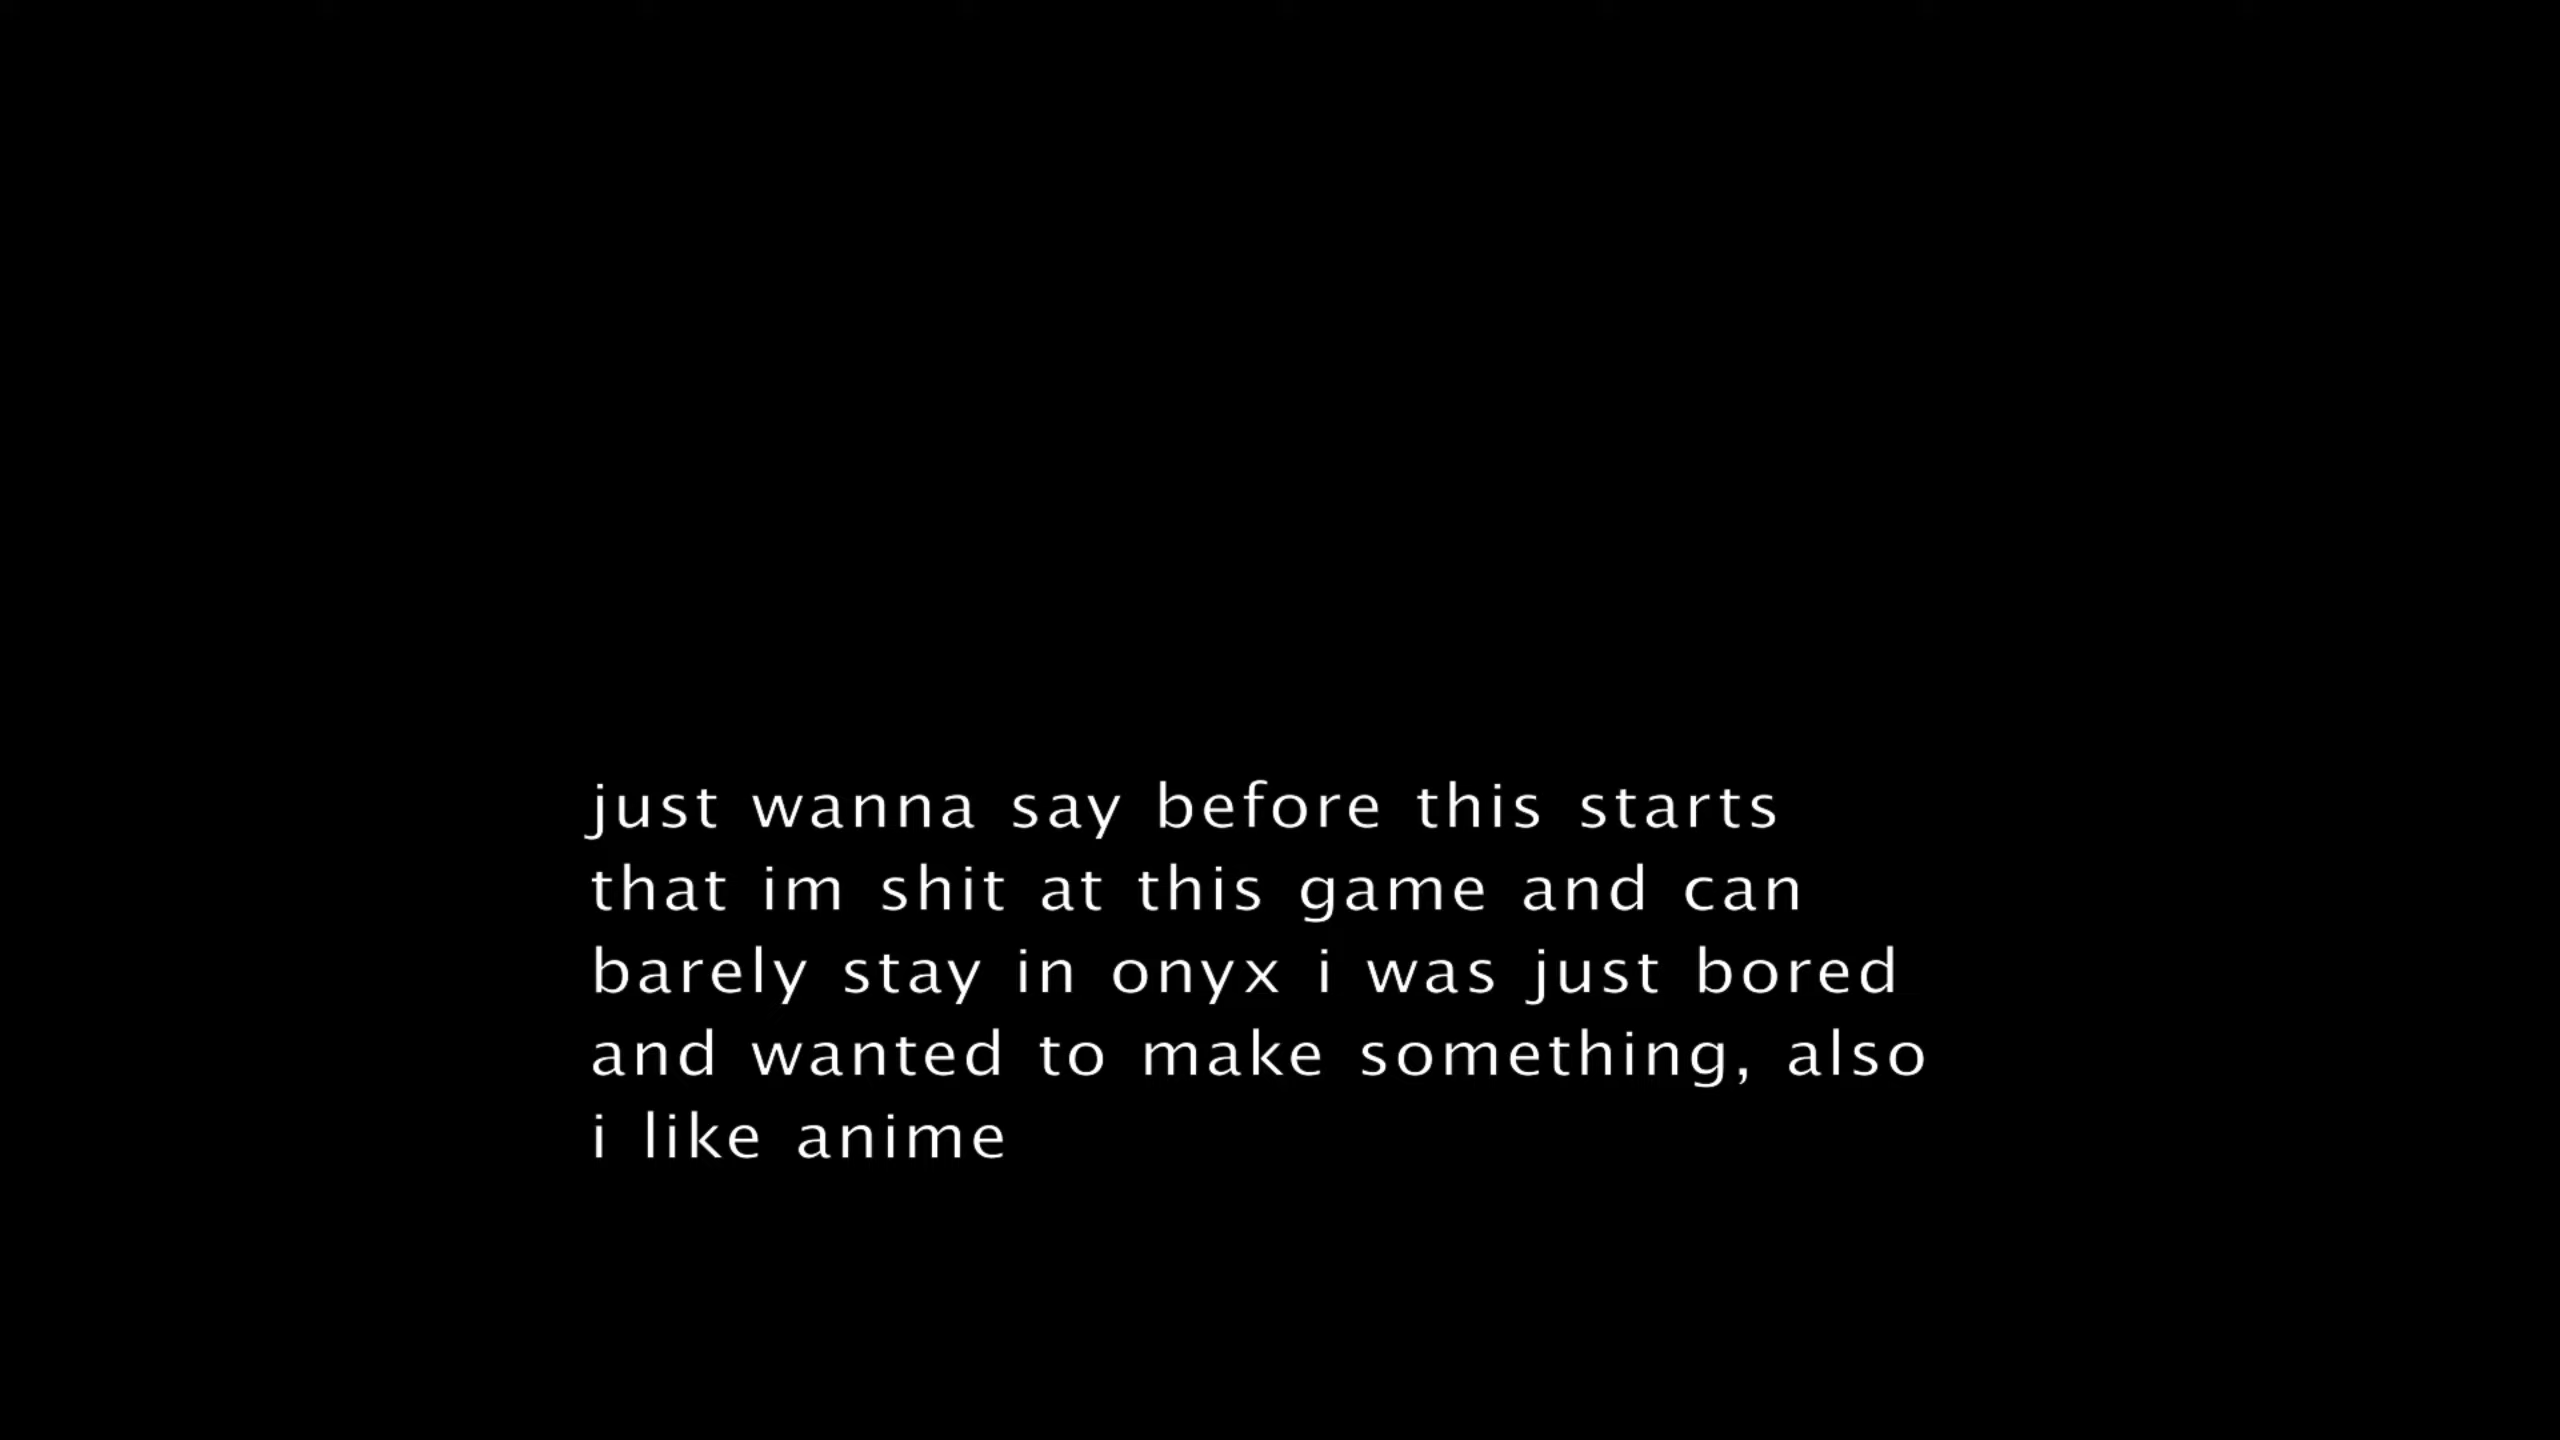 just wanna say before this starts
that im shit at this game and can
barely stay in onyx i was just bored
and wanted to make something, also
i like anime